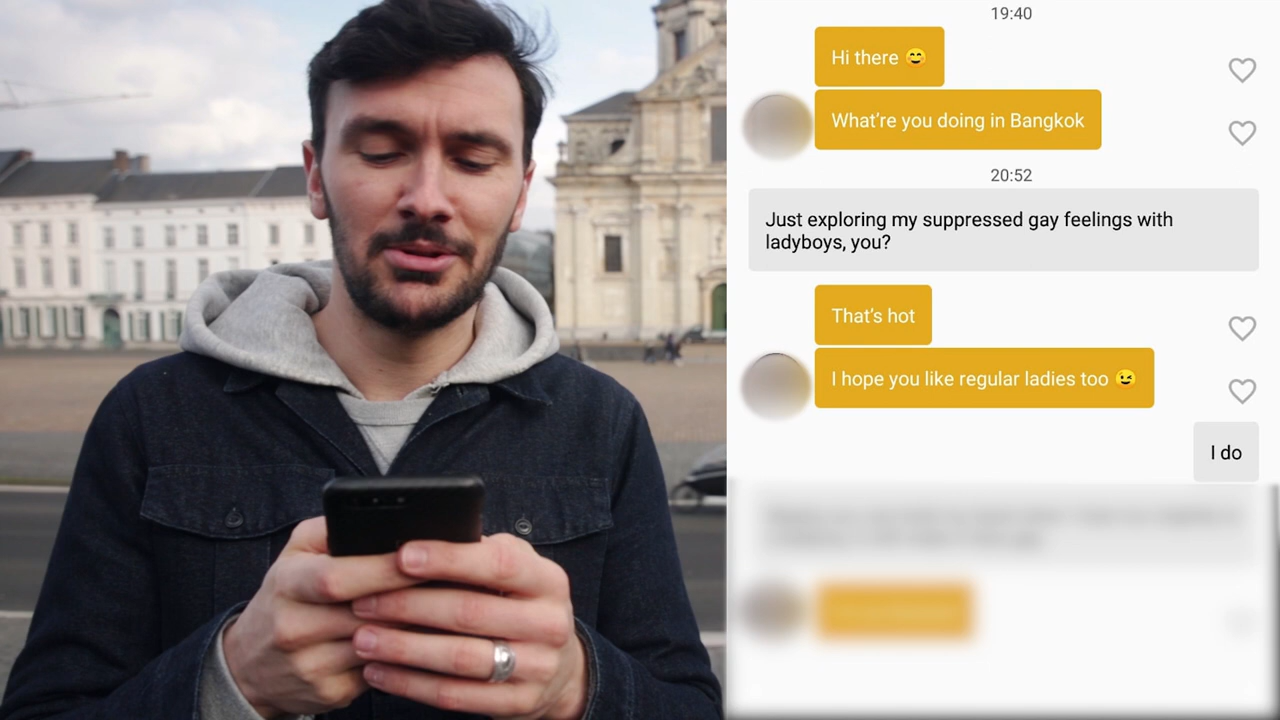 19:40
Hi there 😊
What're you doing in Bangkok
20:52
Just exploring my suppressed gay feelings with
ladyboys, you?
That's hot
I hope you like regular ladies too 😉
I do